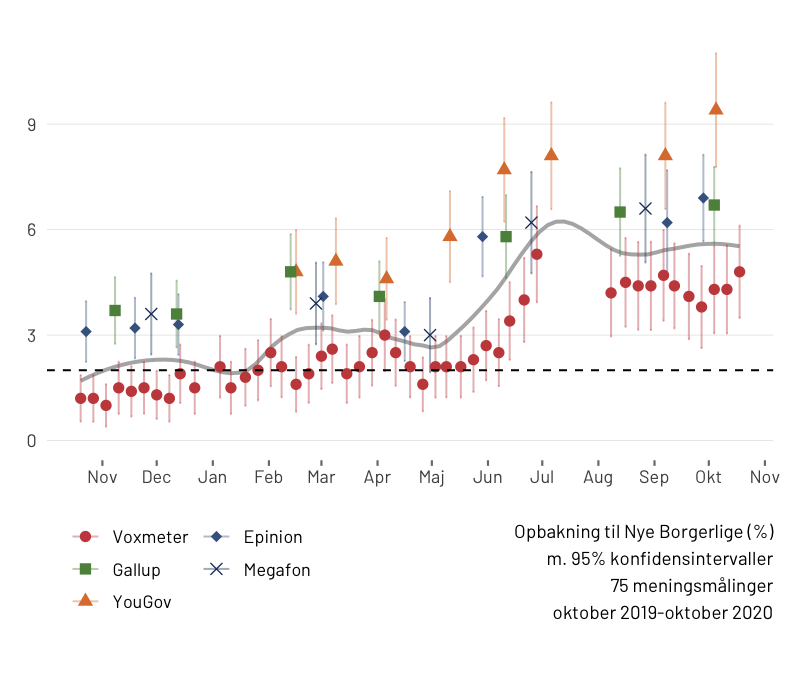 9
6
3
0
Nov Dec Jan Feb Mar Apr Maj Jun Jul Aug Sep Okt Nov
Voxmeter Epinion
Gallup Megafon
YouGov
Opbakning til Nye Borgerlige (%)
m. 95% konfidensintervaller
75 meningsmålinger
oktober 2019-oktober 2020